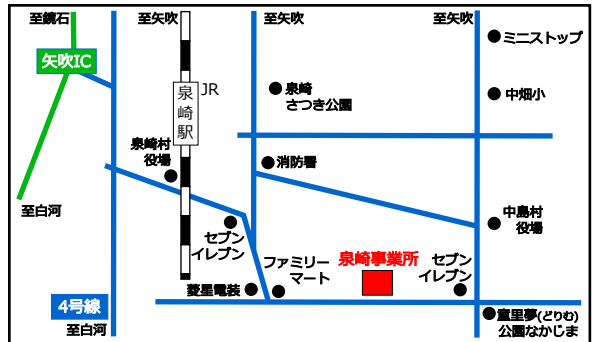 至鏡石
至矢吹
至矢吹
至矢吹
ミニストップ
矢吹IC
JR
泉崎駅
泉崎
さつき公園
中畑小
泉崎村
役場
消防署
至白河
中島村
役場
セブン
イレブン
ファミリー
マート
泉崎事業所
セブン
イレブン
菱星電装
4号線
至白河
童里夢(どりむ)
公園なかじま